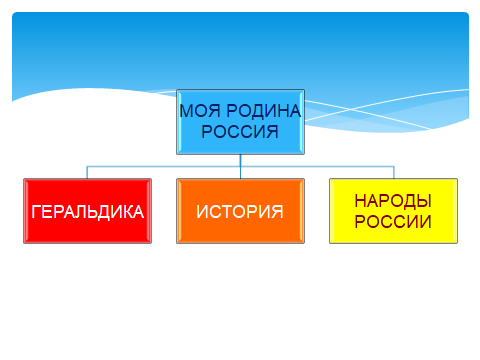 МОЯ РОДИНА
РОССИЯ
ГЕРАЛЬДИКА
ИСТОРИЯ
НАРОДЫ
РОССИИ